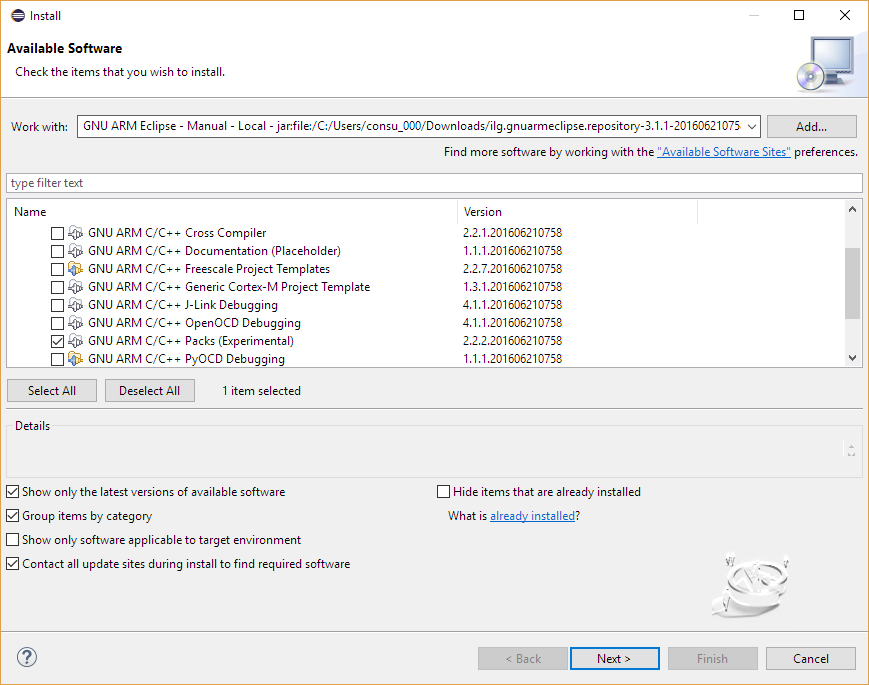 Install
Available Software
Check the items that you wish to install.
Work with: GNU ARM Eclipse - Manual - Local - jar:file:/C:/Users/consu_000/Downloads/ilg.gnuarmeclipse.repository-3.1.1-20160621075 Add...
Find more software by working with the "Available Software Sites" preferences.
type filter text
Name Version
GNU ARM C/C++ Cross Compiler 2.2.1.201606210758
GNU ARM C/C++ Documentation (Placeholder) 1.1.1.201606210758
GNU ARM C/C++ Freescale Project Templates 2.2.7.201606210758
GNU ARM C/C++ Generic Cortex-M Project Template 1.3.1.201606210758
GNU ARM C/C++ J-Link Debugging 4.1.1.201606210758
GNU ARM C/C++ OpenOCD Debugging 4.1.1.201606210758
GNU ARM C/C++ Packs (Experimental) 2.2.2.201606210758
GNU ARM C/C++ PyOCD Debugging 1.1.1.201606210758
Select All Deselect All 1 item selected
Details
Show only the latest versions of available software Hide items that are already installed
Group items by category What is already installed?
Show only software applicable to target environment
Contact all update sites during install to find required software
? < Back Next > Finish Cancel